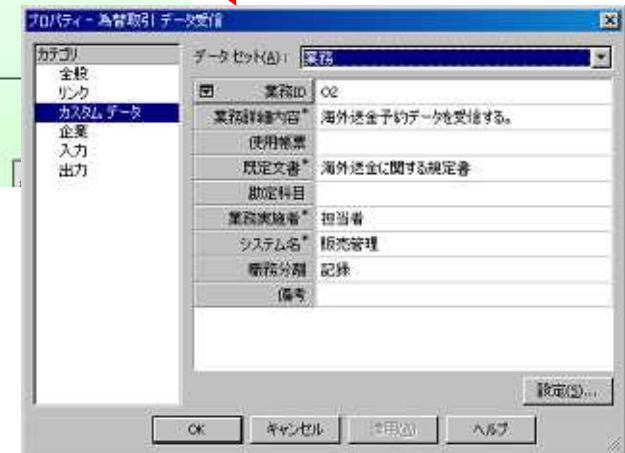 プロパティ - 為替取引 データ受信
カテゴリ
全般
リンク
カスタム データ
企業
入力
出力
データ セット(A): 業務
業務ID 02
業務詳細内容* 海外送金予約データを受信する。
使用帳票
既定文書* 海外送金に関する規定書
勘定科目
業務実施者* 担当者
システム名* 販売管理
職務分離 記録
備考
設定(S)...
OK キャンセル 適用(A) ヘルプ